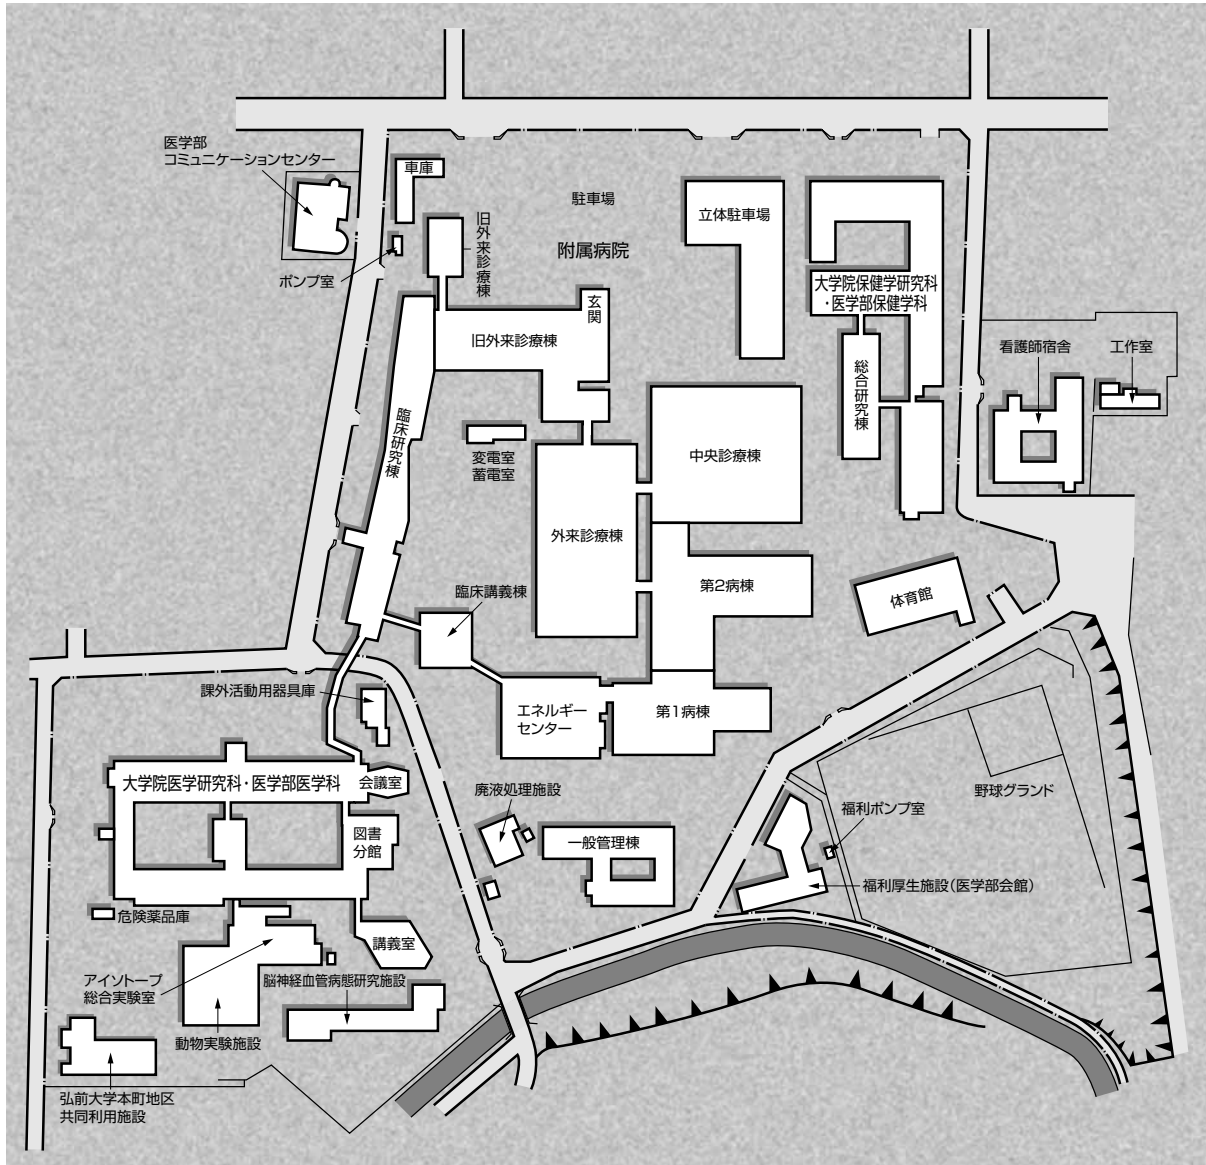 医学部
コミュニケーションセンター
車庫
駐車場
立体駐車場
旧外来診療棟
附属病院
ポンプ室
大学院保健学研究科
・医学部保健学科
玄関
旧外来診療棟
看護師宿舎
工作室
総合研究棟
臨床研究棟
変電室
蓄電室
中央診療棟
外来診療棟
第2病棟
臨床講義棟
体育館
課外活動用器具庫
エネルギー
センター
第1病棟
大学院医学研究科・医学部医学科
会議室
廃液処理施設
野球グランド
福利ポンプ室
図書
分館
一般管理棟
福利厚生施設(医学部会館)
危険薬品庫
講義室
アイソトープ
総合実験室
脳神経血管病態研究施設
動物実験施設
弘前大学本町地区
共同利用施設